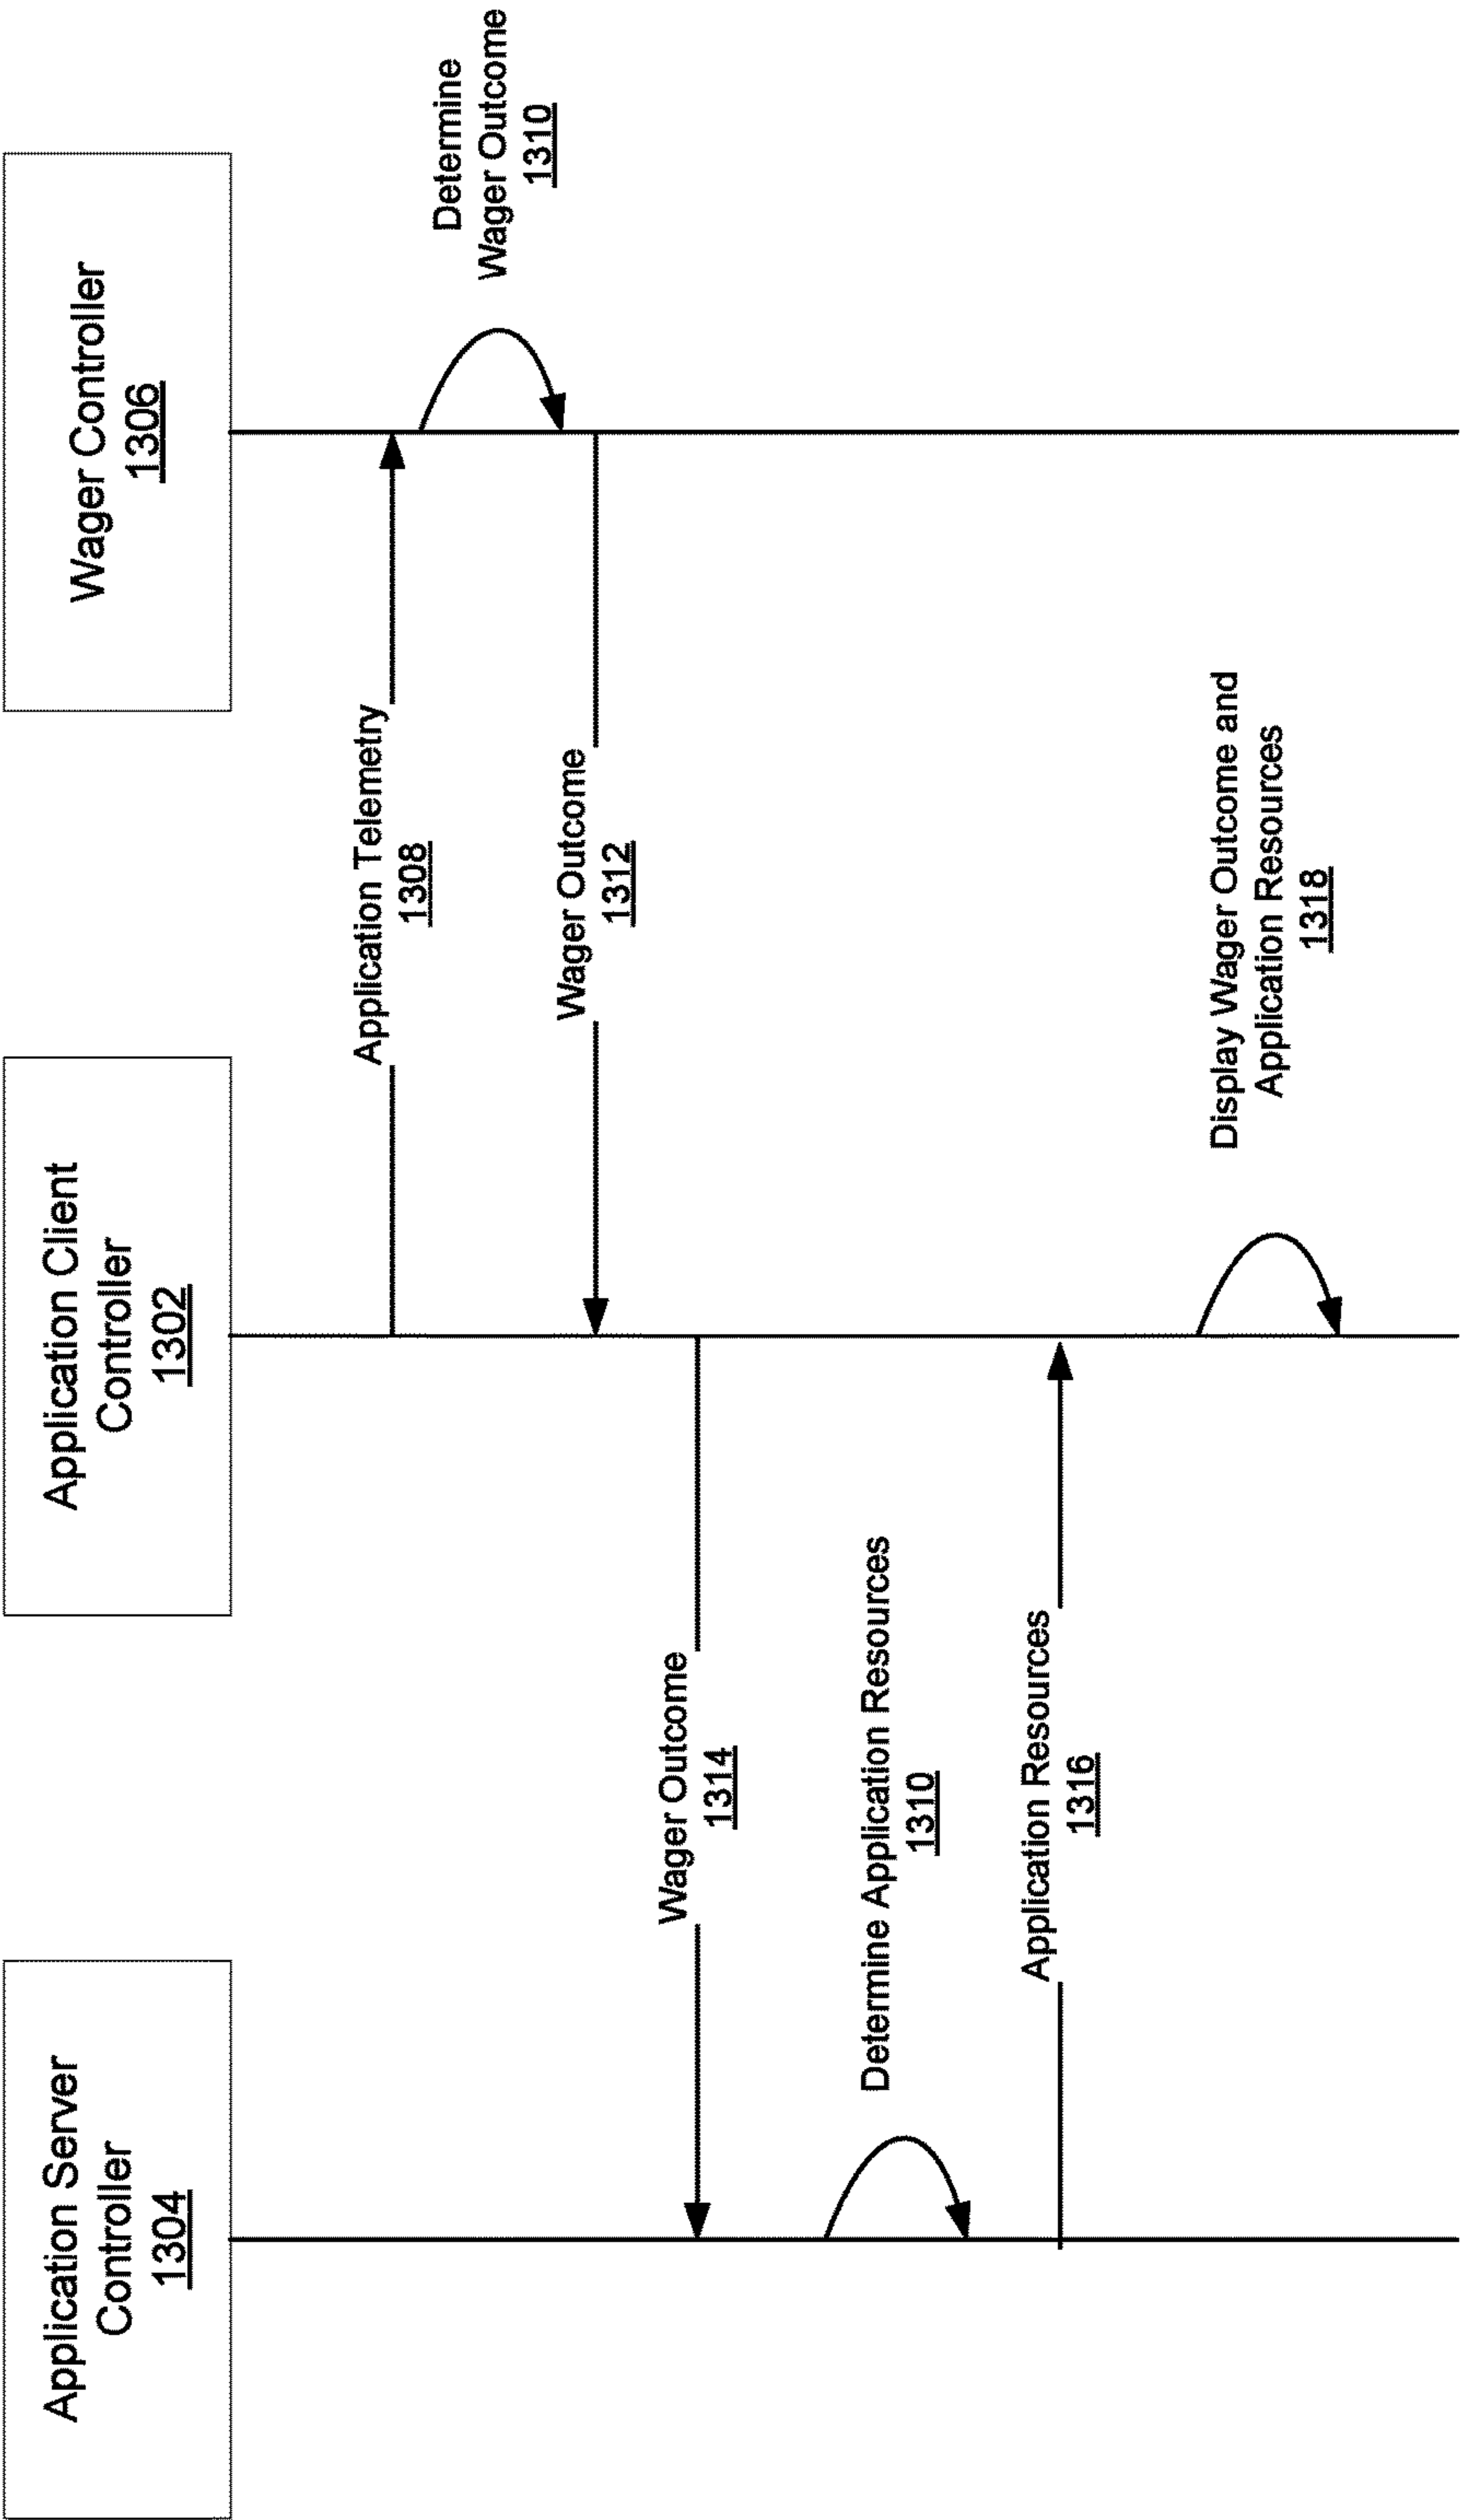 Application Server
Controller
1304
Application Client
Controller
1302
Wager Controller
1306
Application Telemetry
1308
Determine
Wager Outcome
1310
Wager Outcome
1312
Wager Outcome
1314
Determine Application Resources
1310
Application Resources
1316
Display Wager Outcome and
Application Resources
1318